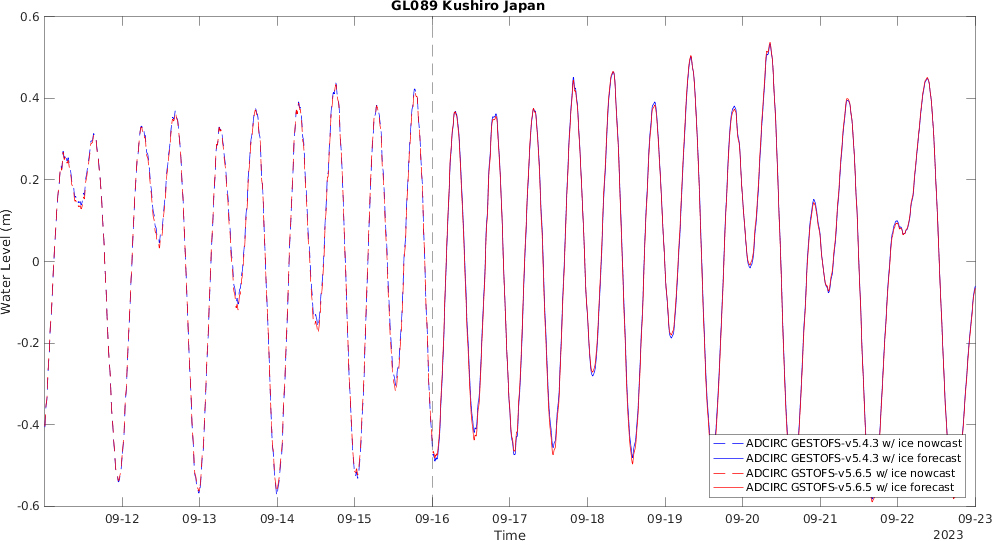 GL089 Kushiro Japan
0.6
0.4
0.2
0
-0.2
-0.4
-0.6
Water Level (m)
ADCIRC GESTOFS-v5.4.3 w/ ice nowcast
ADCIRC GESTOFS-v5.4.3 w/ ice forecast
ADCIRC GSTOFS-v5.6.5 w/ ice nowcast
ADCIRC GSTOFS-v5.6.5 w/ ice forecast
09-12 09-13 09-14 09-15 09-16 09-17 09-18 09-19 09-20 09-21 09-22 09-23
Time
2023